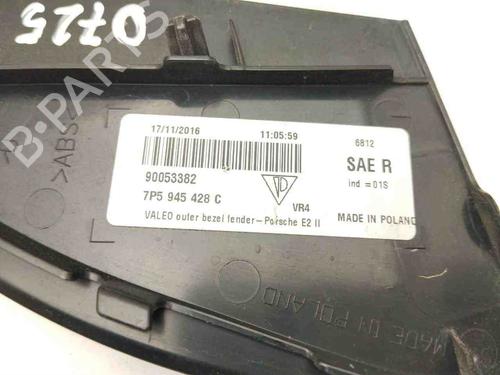 0725
B-PARTS
>ABS<
17/11/2016 11:05:59
6812
90053382
SAE R
ind =01S
7P5 945 428 C
VR4
VALEO outer bezel fender-Porsche E2 II
MADE IN POLAND
MADE IN POLAND